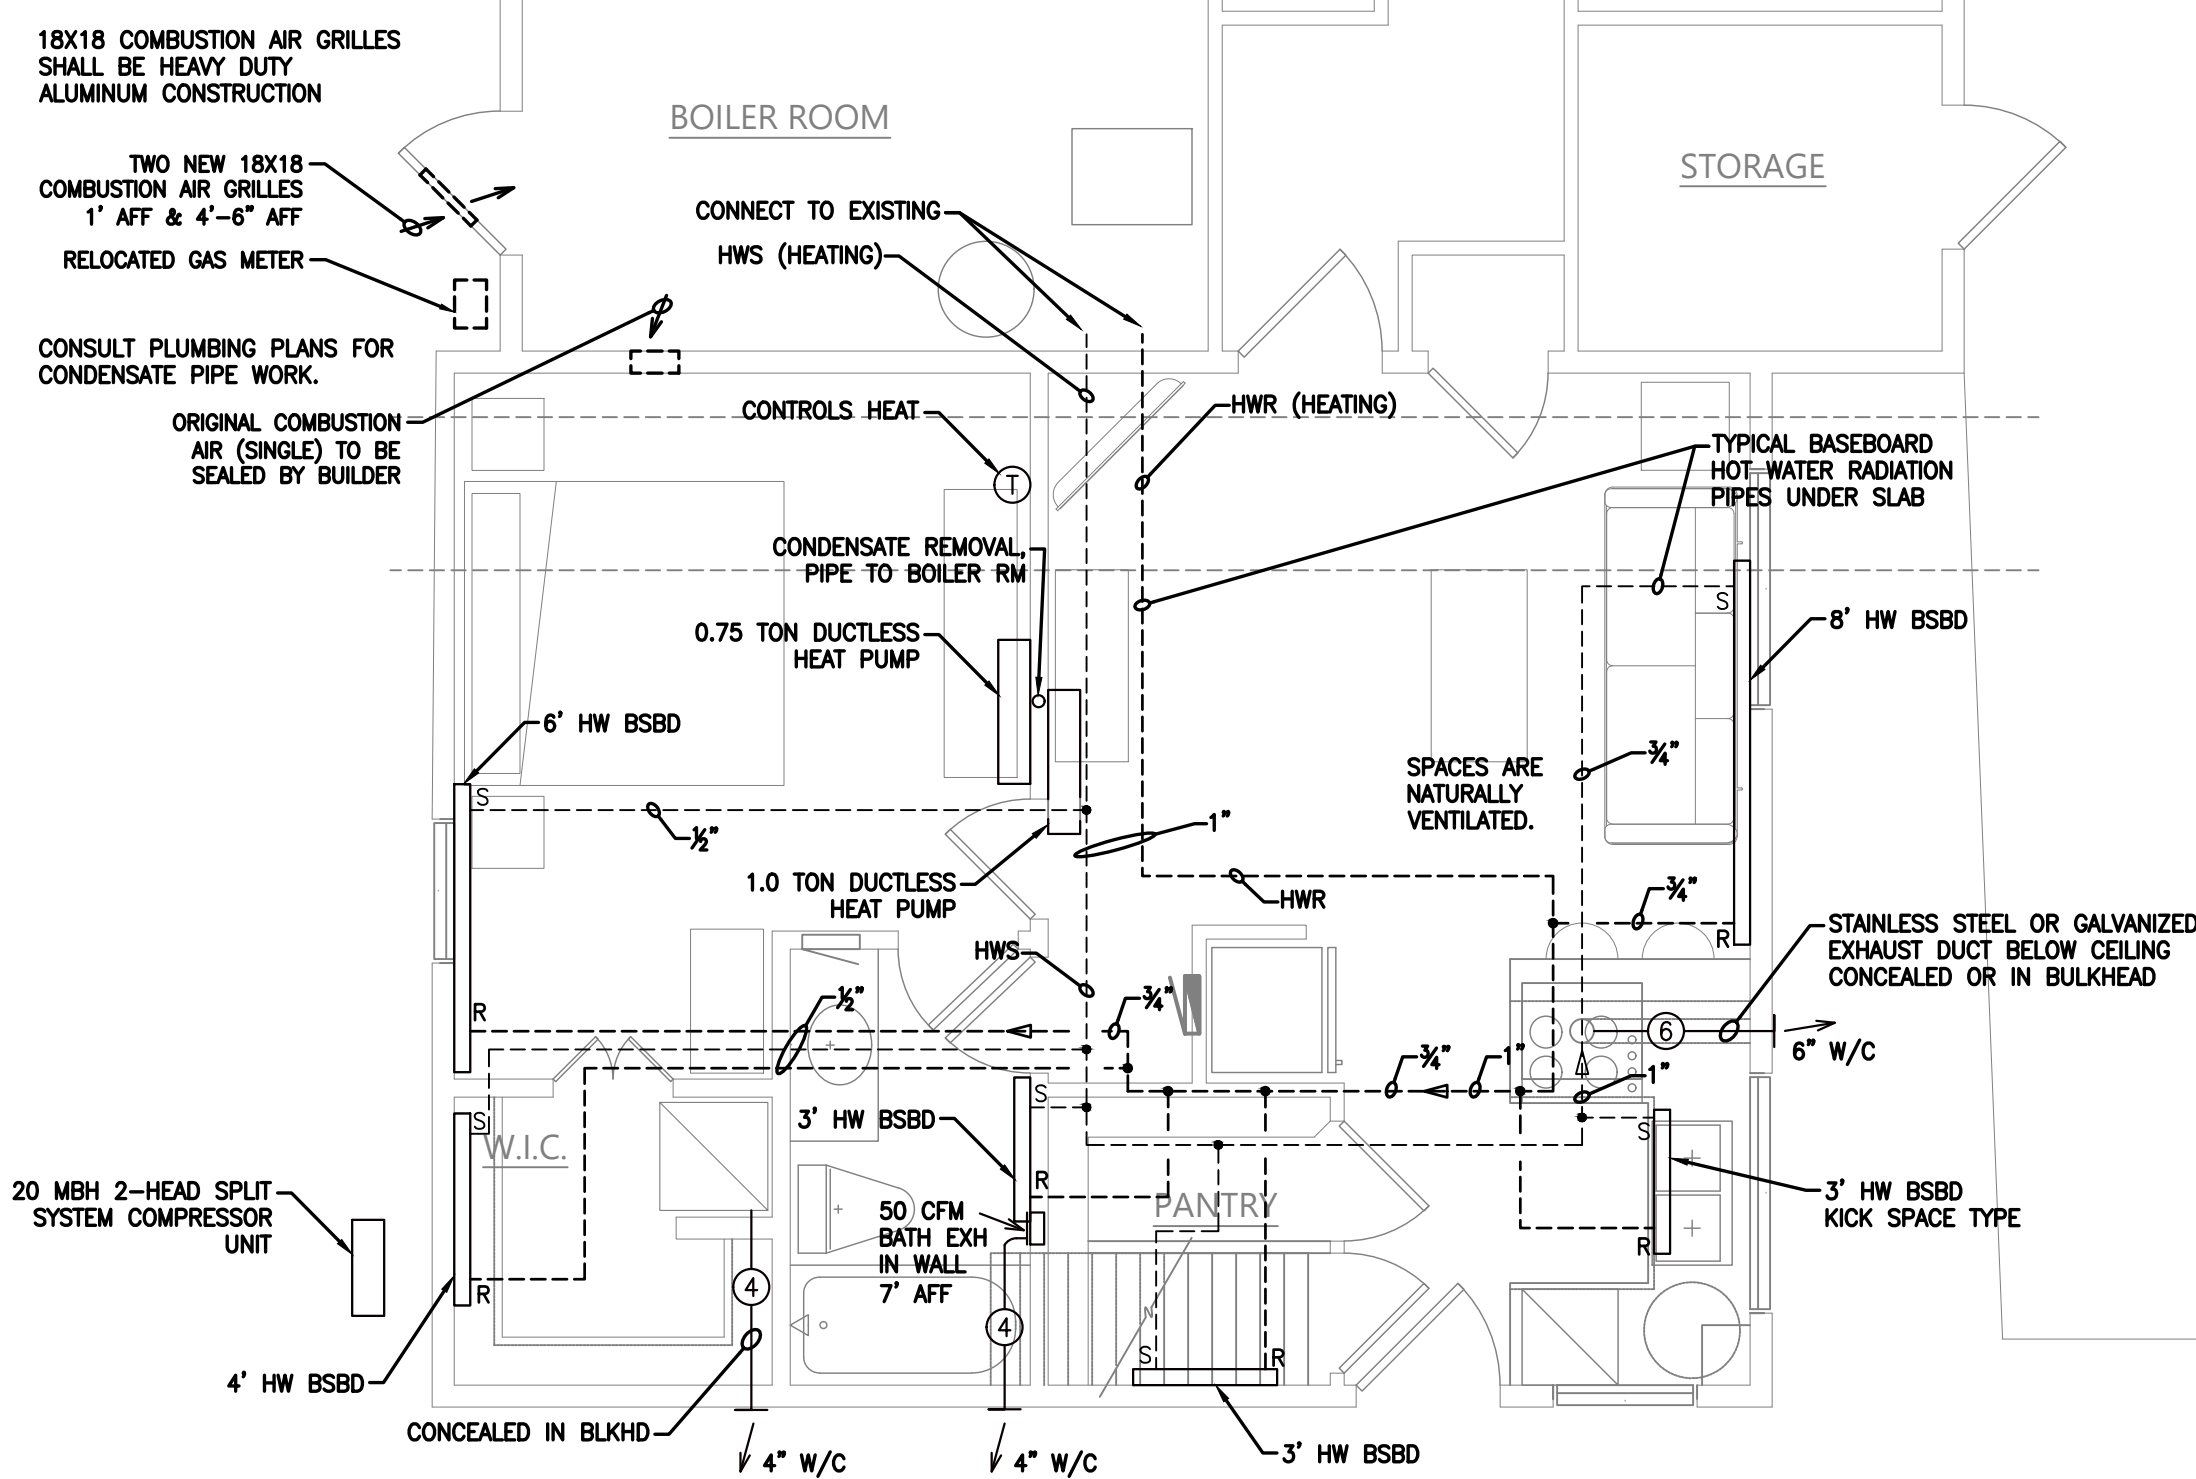 18X18 COMBUSTION AIR GRILLES
SHALL BE HEAVY DUTY
ALUMINUM CONSTRUCTION
BOILER ROOM
STORAGE
TWO NEW 18X18
COMBUSTION AIR GRILLES
1' AFF & 4'-6" AFF
CONNECT TO EXISTING
HWS (HEATING)
RELOCATED GAS METER
CONSULT PLUMBING PLANS FOR
CONDENSATE PIPE WORK.
ORIGINAL COMBUSTION
AIR (SINGLE) TO BE
SEALED BY BUILDER
CONTROLS HEAT
T
HWR (HEATING)
TYPICAL BASEBOARD
HOT WATER RADIATION
PIPES UNDER SLAB
CONDENSATE REMOVAL,
PIPE TO BOILER RM
0.75 TON DUCTLESS
HEAT PUMP
S
8' HW BSBD
6' HW BSBD
S
½"
¾"
SPACES ARE
NATURALLY
VENTILATED.
1"
1.0 TON DUCTLESS
HEAT PUMP
HWR
¾"
R
HWS
STAINLESS STEEL OR GALVANIZED
EXHAUST DUCT BELOW CEILING
CONCEALED OR IN BULKHEAD
R
½"
¾"
6
6" W/C
¾"
1"
1"
S
W.I.C.
3' HW BSBD
S
R
S
R
PANTRY
3' HW BSBD
KICK SPACE TYPE
20 MBH 2-HEAD SPLIT
SYSTEM COMPRESSOR
UNIT
50 CFM
BATH EXH
IN WALL
7' AFF
R
4
4
S
R
4' HW BSBD
CONCEALED IN BLKHD
4" W/C
4" W/C
3' HW BSBD